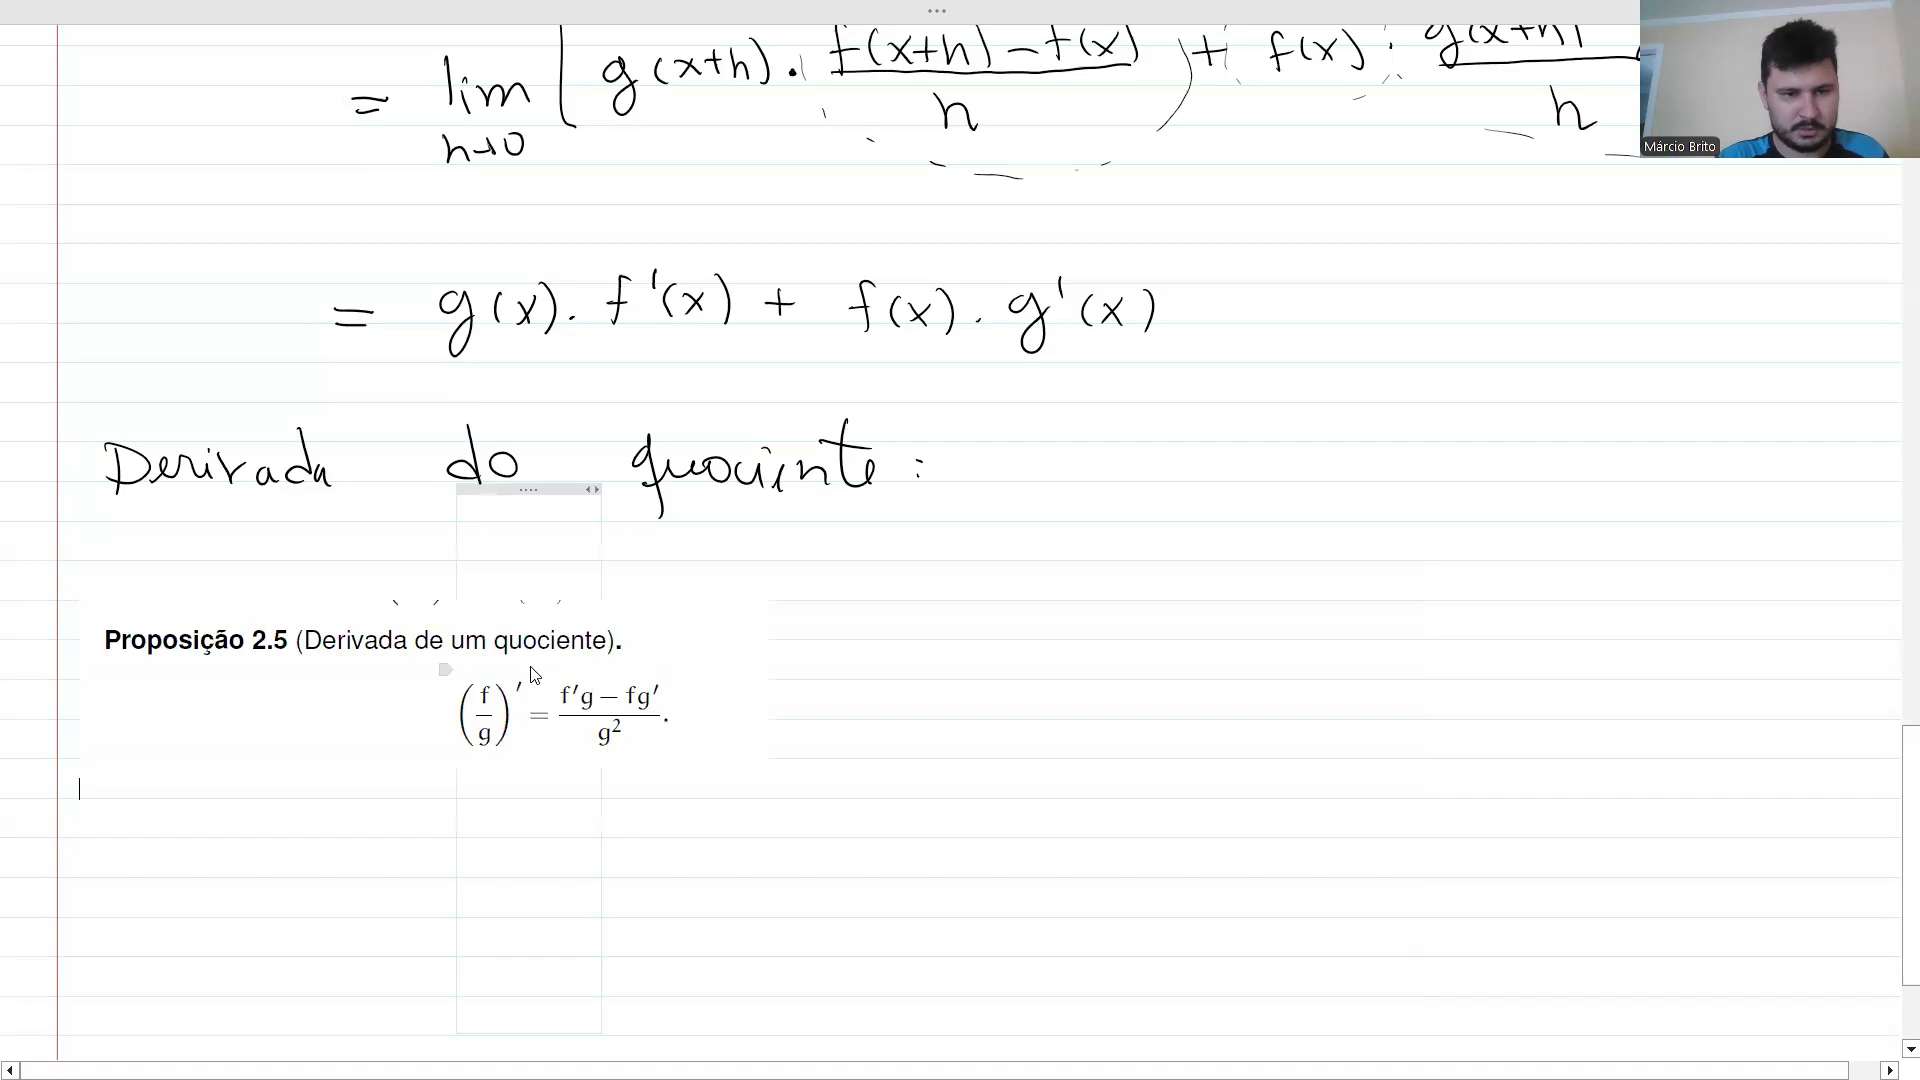 = lim [ g(x+h) . f(x+h) - f(x) + f(x) . g(x+h)
h→0 h h
Márcio Brito
= g(x) . f'(x) + f(x) . g'(x)
Derivada do quociente :
Proposição 2.5 (Derivada de um quociente).
(f/g)' = f'g − fg' / g².